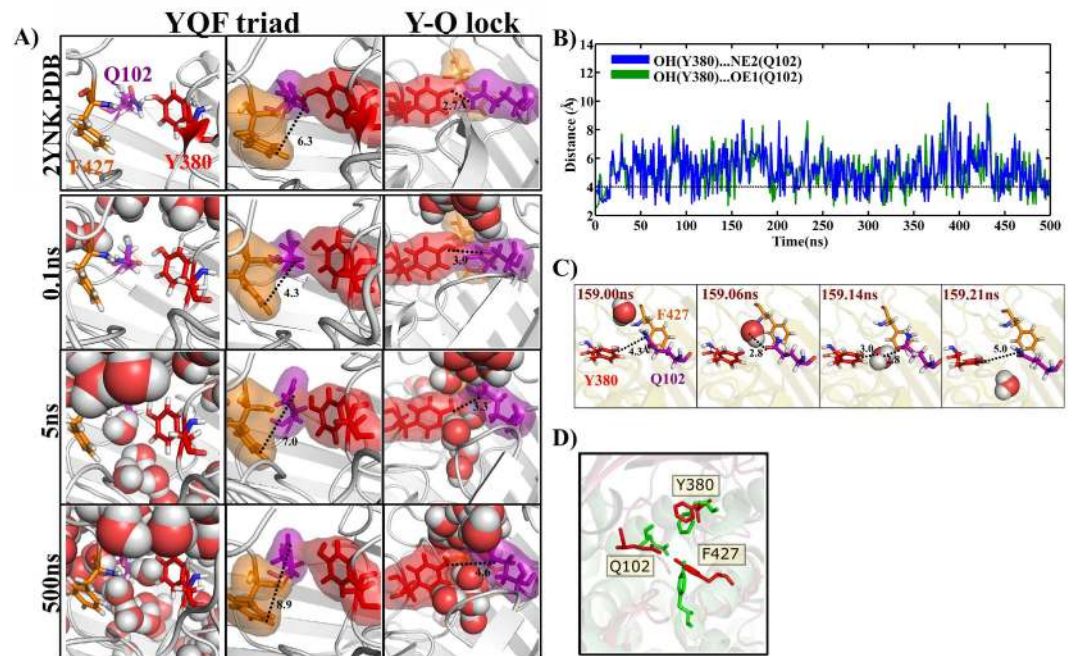 A)
YQF triad
Y-Q lock
2YNK.PDB
Q102
F427
Y380
6.3
2.7
0.1ns
4.3
3.0
5ns
7.0
3.3
500ns
8.9
4.6
B)
OH(Y380)...NE2(Q102)
OH(Y380)...OE1(Q102)
Distance (Å)
14
12
10
8
6
4
2
0 50 100 150 200 250 300 350 400 450 500
Time(ns)
C)
159.00ns 159.06ns 159.14ns 159.21ns
F427
4.3Å
Y380
Q102
2.8
3.0
5.0
D)
Y380
F427
Q102